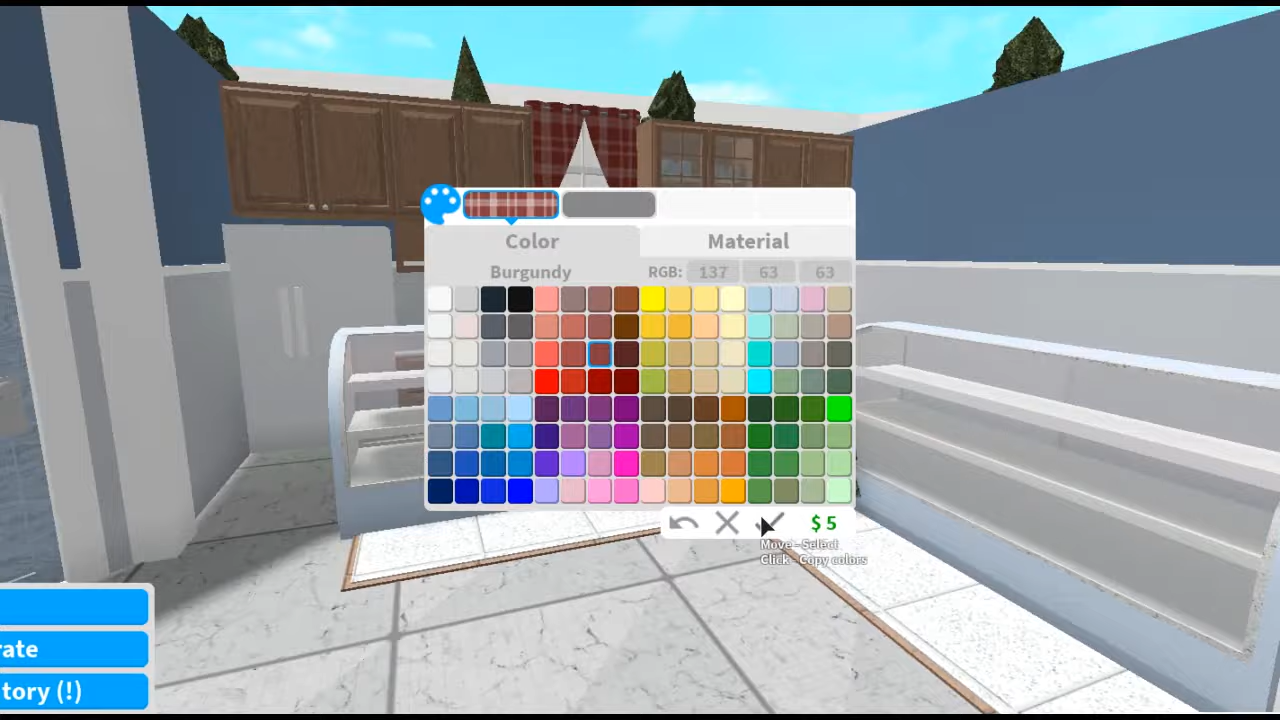 Color
Material
Burgundy
RGB: 137 63 63
$ 5
Move - Select
Click - Copy colors
rate
tory (!)